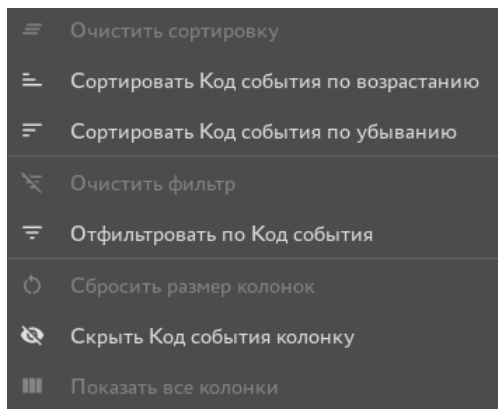 Очистить сортировку
Сортировать Код события по возрастанию
Сортировать Код события по убыванию
Очистить фильтр
Отфильтровать по Код события
Сбросить размер колонок
Скрыть Код события колонку
Показать все колонки